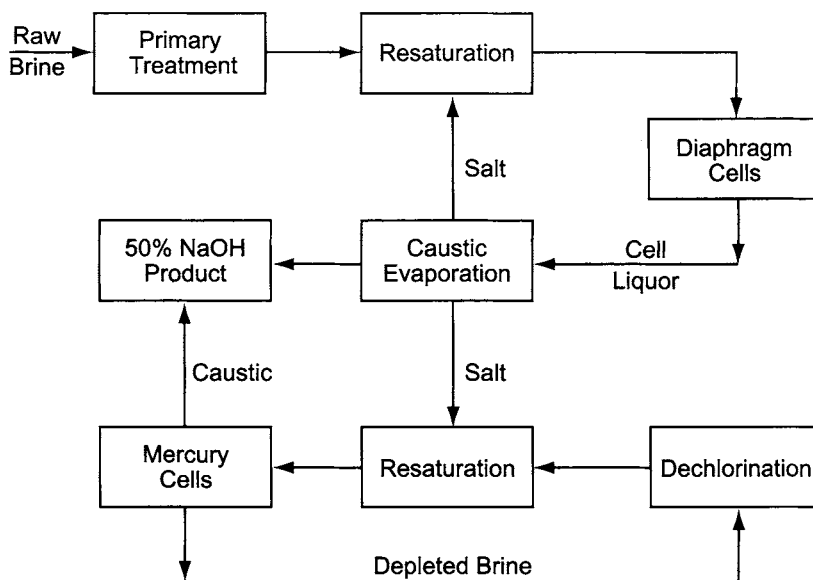 Raw
Brine
Primary
Treatment
Resaturation
Diaphragm
Cells
Salt
50% NaOH
Product
Caustic
Evaporation
Cell
Liquor
Caustic
Salt
Mercury
Cells
Resaturation
Dechlorination
Depleted Brine